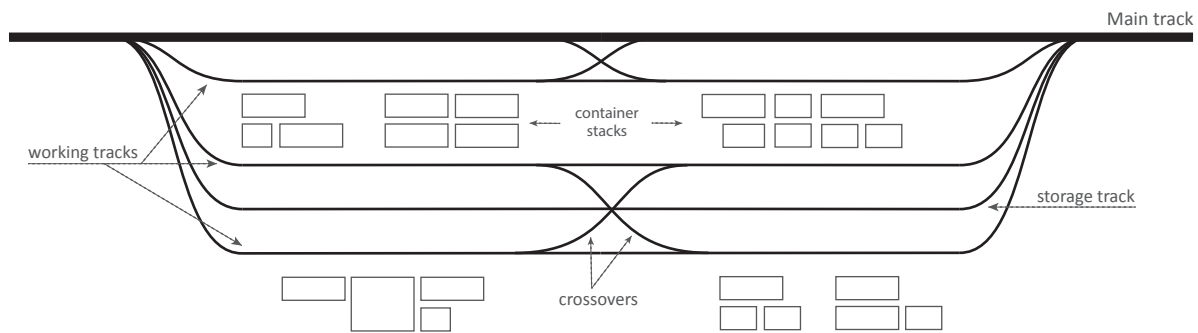 Main track
container
stacks
working tracks
storage track
crossovers